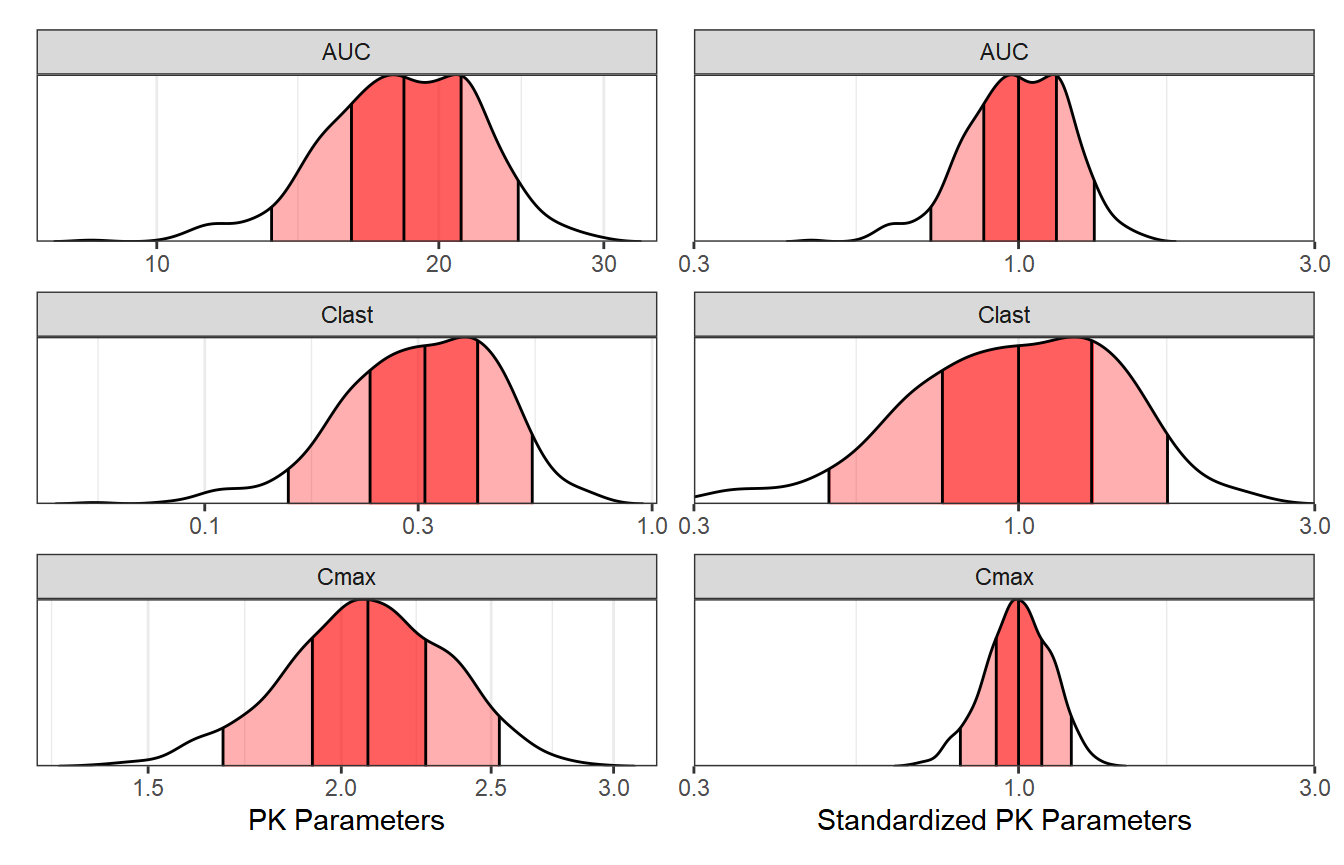 AUC AUC
10 20 30 0.3 1.0 3.0
Clast Clast
0.1 0.3 1.0 0.3 1.0 3.0
Cmax Cmax
1.5 2.0 2.5 3.0 0.3 1.0 3.0
PK Parameters Standardized PK Parameters